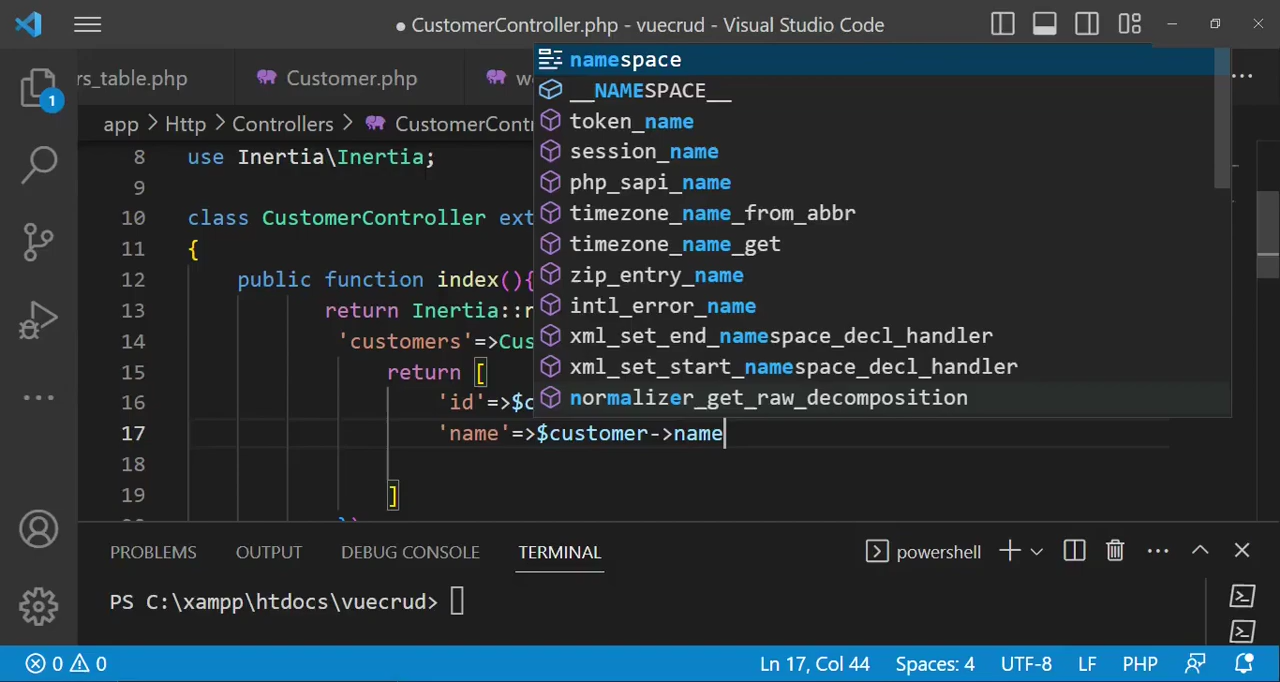 ● CustomerController.php - vuecrud - Visual Studio Code
rs_table.php
Customer.php
app > Http > Controllers > CustomerContr
1
namespace
__NAMESPACE__
token_name
session_name
php_sapi_name
timezone_name_from_abbr
timezone_name_get
zip_entry_name
intl_error_name
xml_set_end_namespace_decl_handler
xml_set_start_namespace_decl_handler
normalizer_get_raw_decomposition
8 use Inertia\Inertia;
9
10 class CustomerController ext
11 {
12 public function index(){
13 return Inertia::r
14 'customers'=>Cus
15 return [
16 'id'=>$c
17 'name'=>$customer->name
18
19 ]
})
PROBLEMS OUTPUT DEBUG CONSOLE TERMINAL
powershell
PS C:\xampp\htdocs\vuecrud>
0 0
Ln 17, Col 44 Spaces: 4 UTF-8 LF PHP